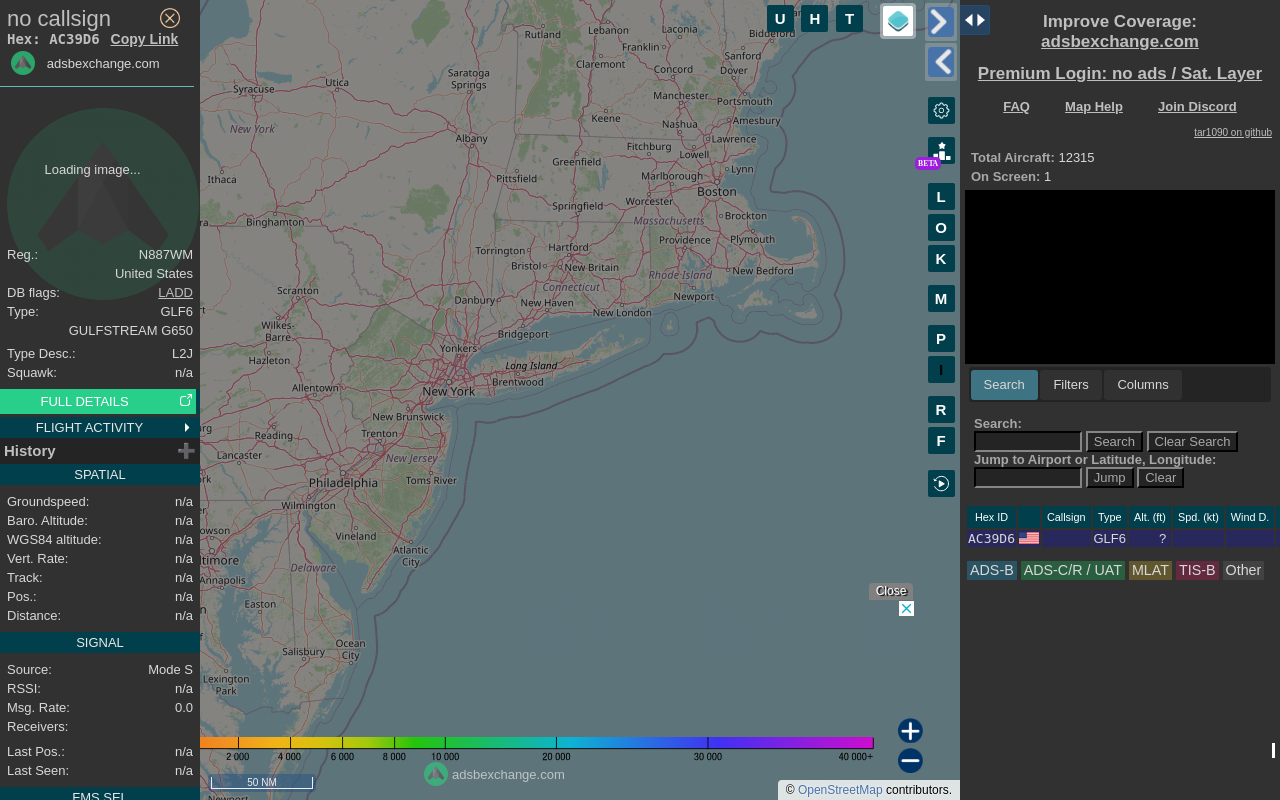 no callsign
Hex: AC39D6 Copy Link
adsbexchange.com
Loading image...
Reg.: N887WM
United States
DB flags: LADD
Type: GLF6
GULFSTREAM G650
Type Desc.: L2J
Squawk: n/a
FULL DETAILS
FLIGHT ACTIVITY
History
SPATIAL
Groundspeed: n/a
Baro. Altitude: n/a
WGS84 altitude: n/a
Vert. Rate: n/a
Track: n/a
Pos.: n/a
Distance: n/a
SIGNAL
Source: Mode S
RSSI: n/a
Msg. Rate: 0.0
Receivers:
Last Pos.: n/a
Last Seen: n/a
FMS SEL
U H T
Rutland
Lebanon
Laconia
Biddeford
Franklin
Sanford
Claremont
Concord
Dover
Saratoga
Springs
Utica
Syracuse
Manchester
Portsmouth
Keene
Nashua
Amesbury
New York
Albany
Lawrence
Fitchburg
Lowell
Greenfield
Lynn
Ithaca
Pittsfield
Marlborough
Boston
Worcester
Springfield
Binghamton
Massachusetts
Brockton
Torrington
Hartford
Providence
Plymouth
Bristol
New Britain
Rhode Island
New Bedford
Connecticut
Scranton
Danbury
New Haven
Newport
New London
Wilkes-
Barre
Bridgeport
Yonkers
Hazleton
Long Island
Allentown
New York
Brentwood
New Brunswick
Reading
Trenton
Lancaster
New Jersey
Philadelphia
Toms River
Wilmington
Vineland
Atlantic
City
Annapolis
Delaware
Easton
Ocean
City
Salisbury
Lexington
Park
Newport
BETA
L
O
K
M
P
I
R
F
Close
2 000 4 000 6 000 8 000 10 000 20 000 30 000 40 000+
adsbexchange.com
50 NM
© OpenStreetMap contributors.
Improve Coverage:
adsbexchange.com
Premium Login: no ads / Sat. Layer
FAQ Map Help Join Discord
tar1090 on github
Total Aircraft: 12315
On Screen: 1
Search Filters Columns
Search:
Search Clear Search
Jump to Airport or Latitude, Longitude:
Jump Clear
Hex ID Callsign Type Alt. (ft) Spd. (kt) Wind D.
AC39D6 GLF6 ?
ADS-B ADS-C/R / UAT MLAT TIS-B Other